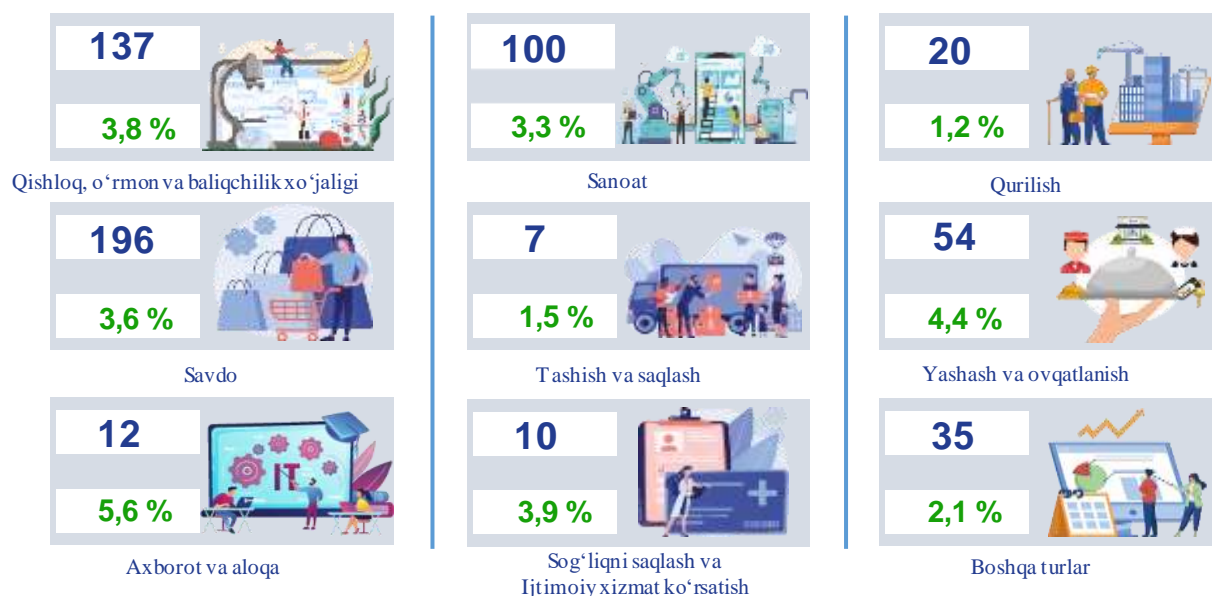 137
3,8 %
Qishloq, o‘rmon va baliqchilik xo‘jaligi
100
3,3 %
Sanoat
20
1,2 %
Qurilish
196
3,6 %
Savdo
7
1,5 %
Tashish va saqlash
54
4,4 %
Yashash va ovqatlanish
12
5,6 %
IT
Axborot va aloqa
10
3,9 %
Sog‘liqni saqlash va
Ijtimoiy xizmat ko‘rsatish
35
2,1 %
Boshqa turlar